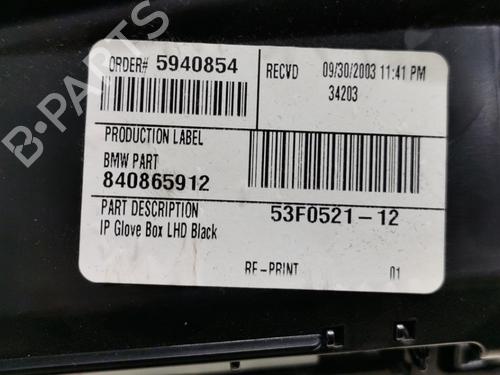 ORDER# 5940854
RECVD 09/30/2003 11:41 PM
34203
PRODUCTION LABEL
BMW PART
840865912
PART DESCRIPTION 53F0521-12
IP Glove Box LHD Black
RE-PRINT 01